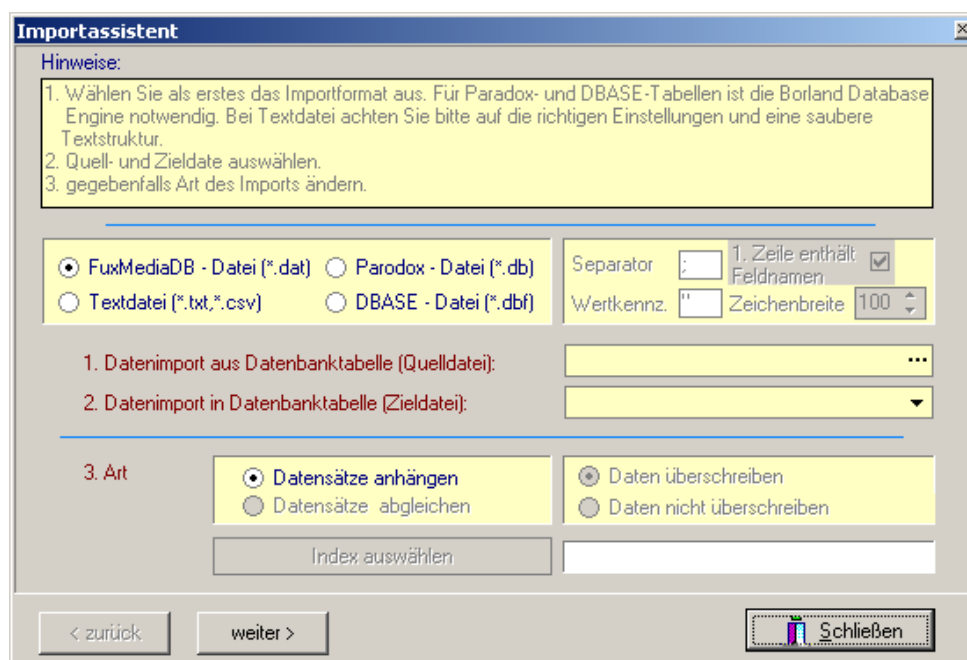 Importassistent
Hinweise:
1. Wählen Sie als erstes das Importformat aus. Für Paradox- und DBASE-Tabellen ist die Borland Database
Engine notwendig. Bei Textdatei achten Sie bitte auf die richtigen Einstellungen und eine saubere
Textstruktur.
2. Quell- und Zieldate auswählen.
3. gegebenfalls Art des Imports ändern.
FuxMediaDB - Datei (*.dat)
Parodox - Datei (*.db)
Textdatei (*.txt,*.csv)
DBASE - Datei (*.dbf)
Separator ; 1. Zeile enthält
Feldnamen
Wertkennz. " Zeichenbreite 100
1. Datenimport aus Datenbanktabelle (Quelldatei): ...
2. Datenimport in Datenbanktabelle (Zieldatei):
3. Art
Datensätze anhängen
Datensätze abgleichen
Daten überschreiben
Daten nicht überschreiben
Index auswählen
< zurück
weiter >
Schließen